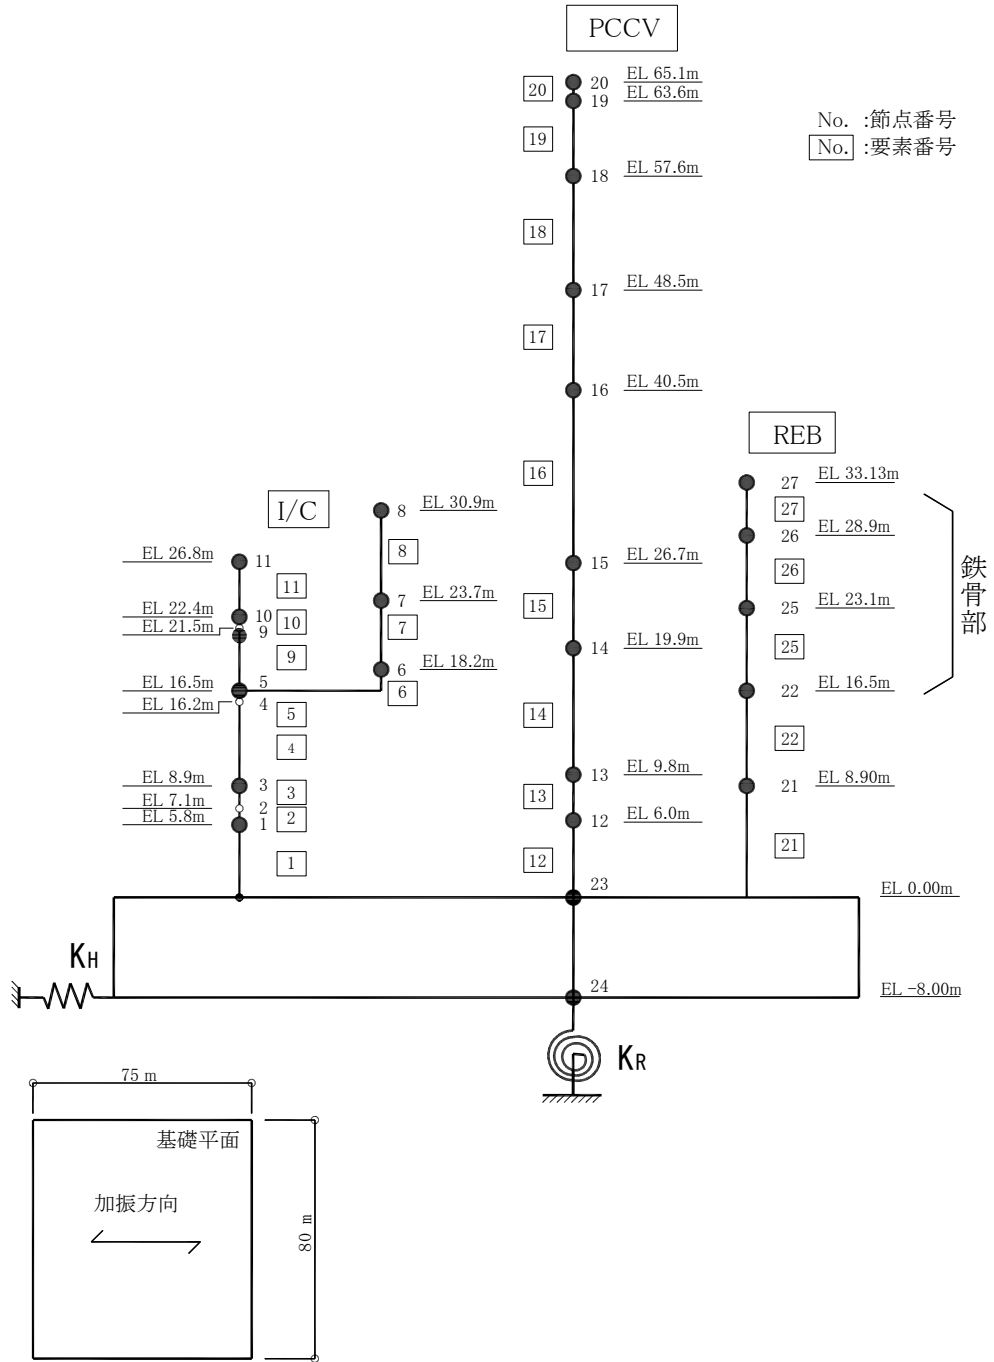 PCCV
20
20
EL 65.1m
19
EL 63.6m
No. :節点番号
No. :要素番号
19
18
EL 57.6m
18
17
EL 48.5m
17
16
EL 40.5m
REB
16
27
EL 33.13m
27
I/C
8
EL 30.9m
26
EL 28.9m
鉄骨部
EL 26.8m
11
8
15
EL 26.7m
26
11
7
EL 23.7m
15
25
EL 23.1m
EL 22.4m
10
10
EL 21.5m
9
7
9
14
EL 19.9m
25
6
EL 18.2m
EL 16.5m
5
6
22
EL 16.5m
EL 16.2m
4
5
14
22
4
EL 8.9m
3
13
EL 9.8m
21
EL 8.90m
3
13
EL 7.1m
2
2
12
EL 6.0m
EL 5.8m
1
21
1
12
23
EL 0.00m
KH
24
EL -8.00m
KR
75 m
基礎平面
加振方向
80 m